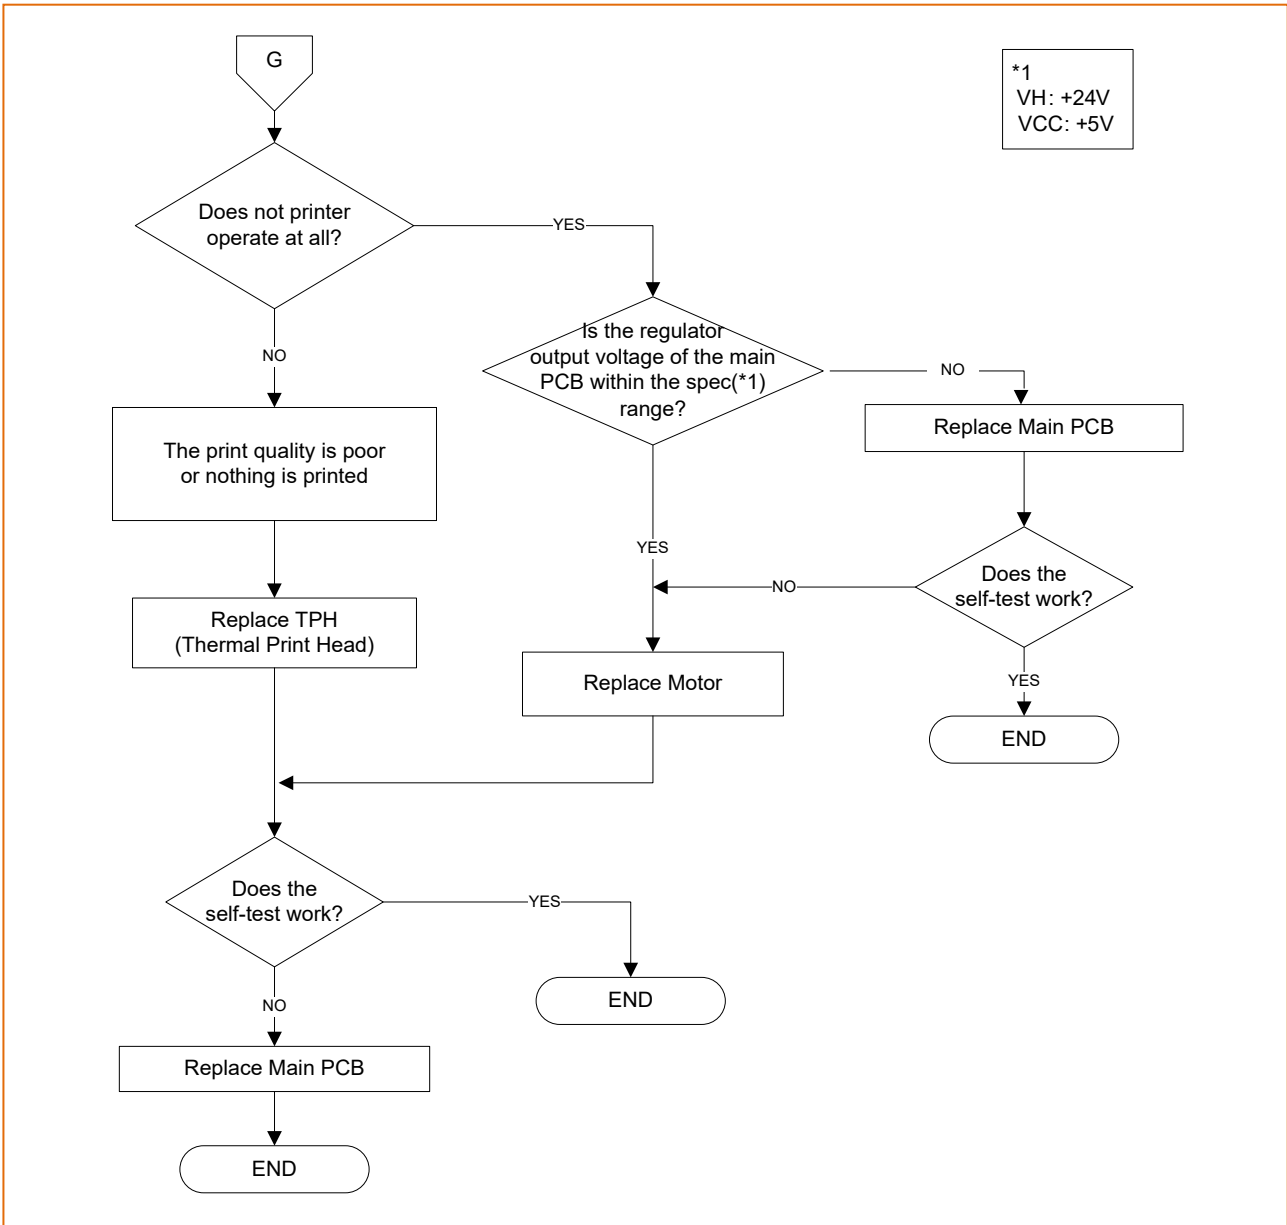 G
*1
VH: +24V
VCC: +5V
Does not printer
operate at all?
YES
NO
Is the regulator
output voltage of the main
PCB within the spec(*1)
range?
NO
Replace Main PCB
The print quality is poor
or nothing is printed
YES
Does the
self-test work?
NO
YES
END
Replace TPH
(Thermal Print Head)
Replace Motor
Does the
self-test work?
YES
END
NO
Replace Main PCB
END